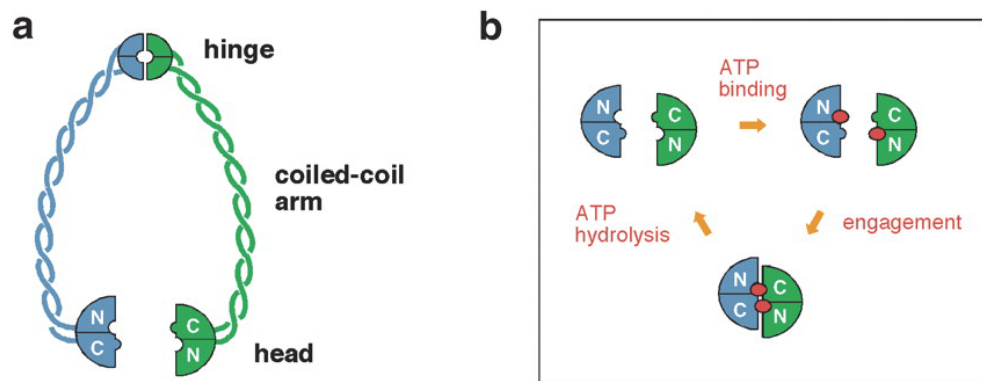 a
hinge
coiled-coil
arm
N
C
C
N
head
b
ATP
binding
N
C
C
N
N
C
C
N
ATP
hydrolysis
engagement
N
C
C
N